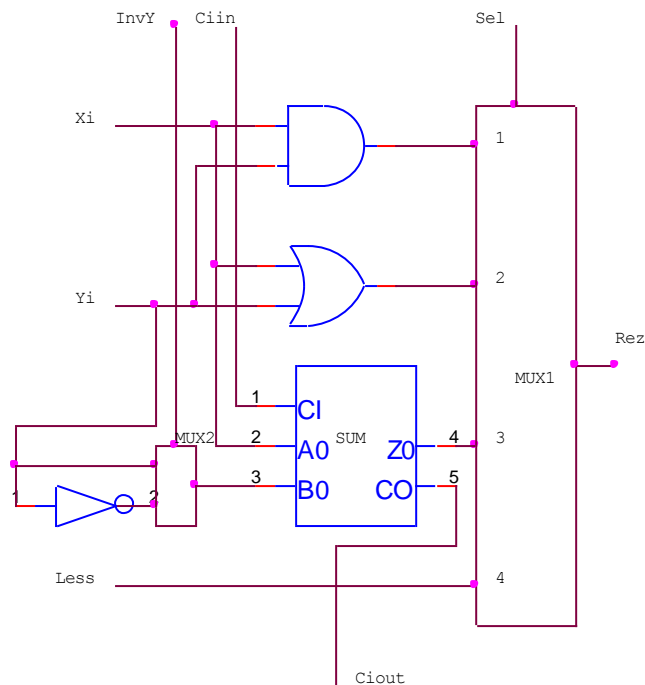 InvY Ciin Sel
Xi 1
2
Yi
Rez
MUX1
1 CI
MUX2 2 A0 SUM Z0 4 3
3 B0 CO 5
1 2
Less 4
Ciout